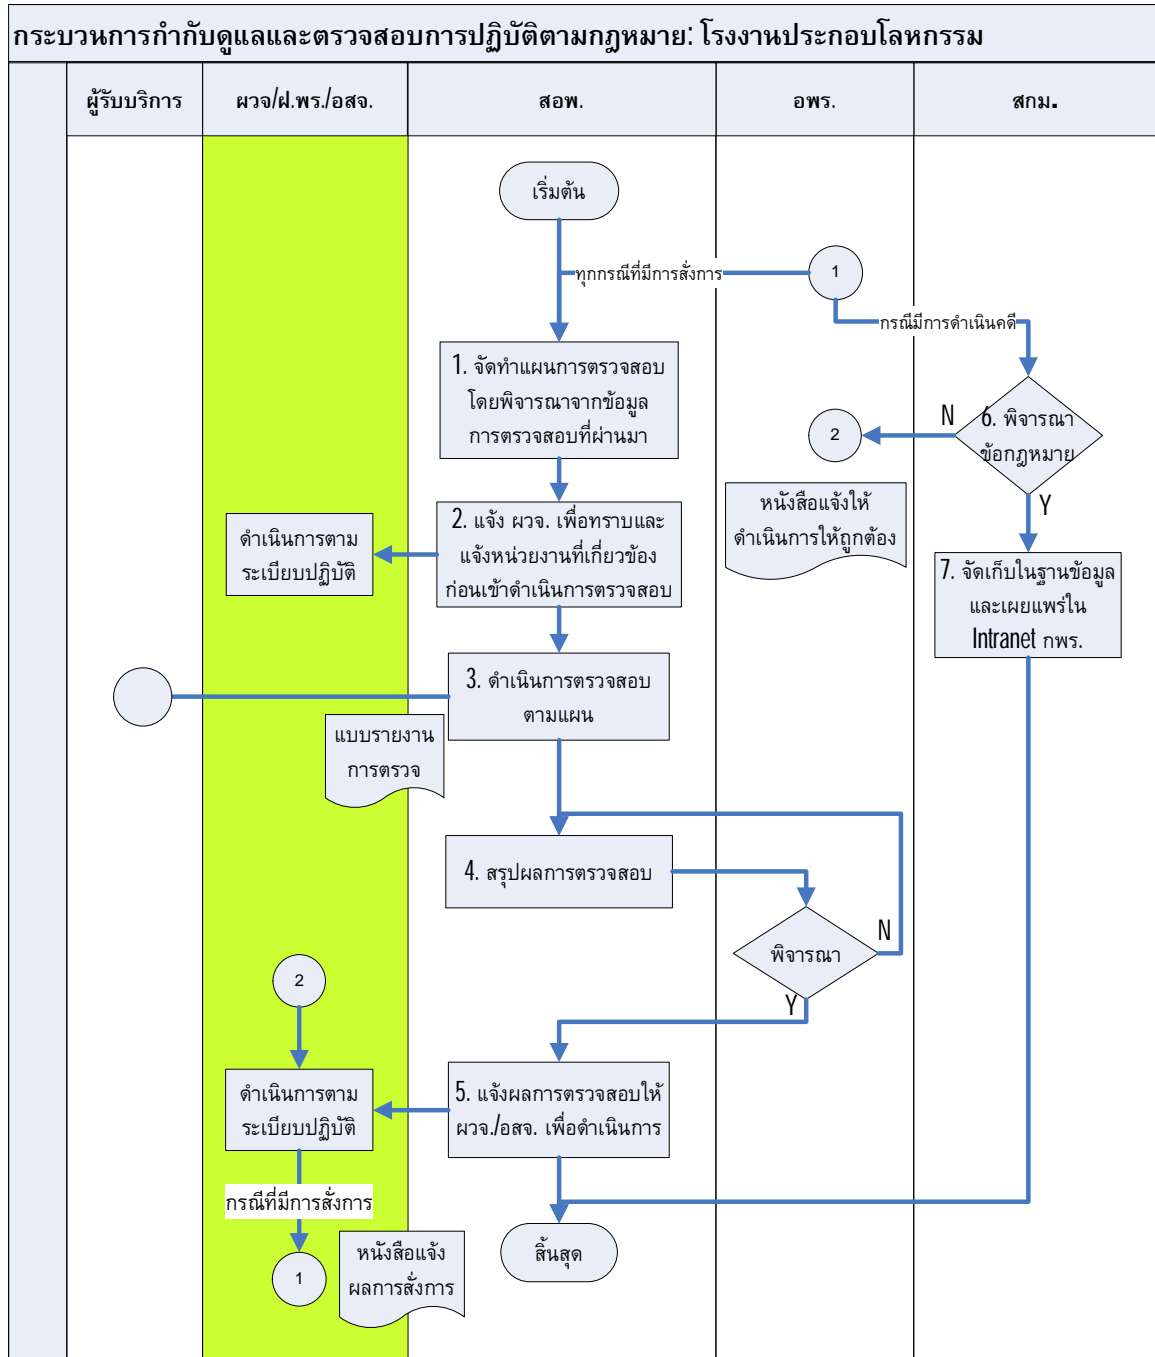 กระบวนการกำกับดูแลและตรวจสอบการปฏิบัติตามกฎหมาย: โรงงานประกอบโลหกรรม
ผู้รับบริการ
ผวจ/ฝ.พร./อสจ.
สอพ.
อพร.
สกม.
เริ่มต้น
ทุกกรณีที่มีการสั่งการ
1
กรณีมีการดำเนินคดี
1. จัดทำแผนการตรวจสอบ
โดยพิจารณาจากข้อมูล
การตรวจสอบที่ผ่านมา
2
N
6. พิจารณา
ข้อกฎหมาย
Y
หนังสือแจ้งให้
ดำเนินการให้ถูกต้อง
2. แจ้ง ผวจ. เพื่อทราบและ
แจ้งหน่วยงานที่เกี่ยวข้อง
ก่อนเข้าดำเนินการตรวจสอบ
ดำเนินการตาม
ระเบียบปฏิบัติ
7. จัดเก็บในฐานข้อมูล
และเผยแพร่ใน
Intranet กพร.
3. ดำเนินการตรวจสอบ
ตามแผน
แบบรายงาน
การตรวจ
4. สรุปผลการตรวจสอบ
พิจารณา
N
Y
2
ดำเนินการตาม
ระเบียบปฏิบัติ
5. แจ้งผลการตรวจสอบให้
ผวจ./อสจ. เพื่อดำเนินการ
กรณีที่มีการสั่งการ
1
หนังสือแจ้ง
ผลการสั่งการ
สิ้นสุด